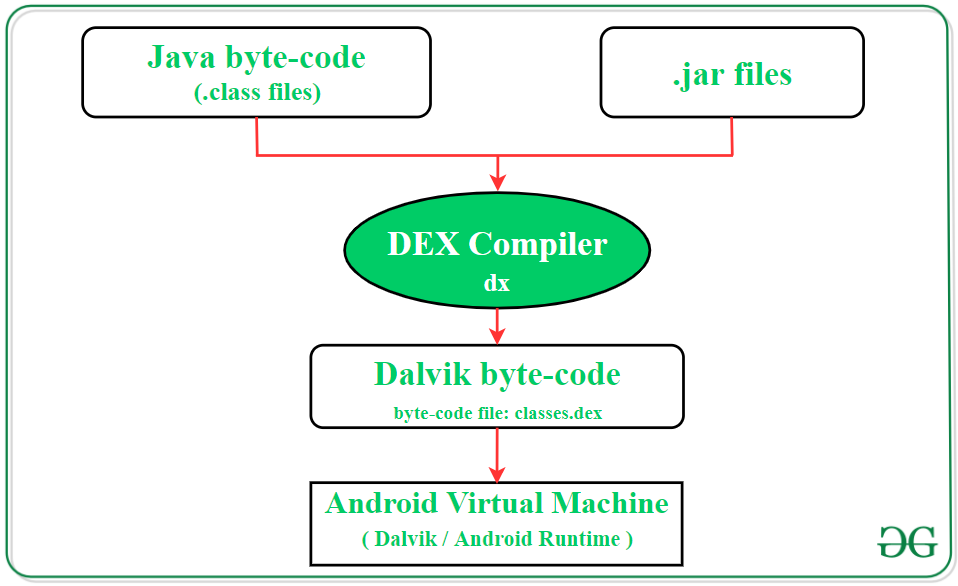 Java byte-code
(.class files)
.jar files
DEX Compiler
dx
Dalvik byte-code
byte-code file: classes.dex
Android Virtual Machine
( Dalvik / Android Runtime )